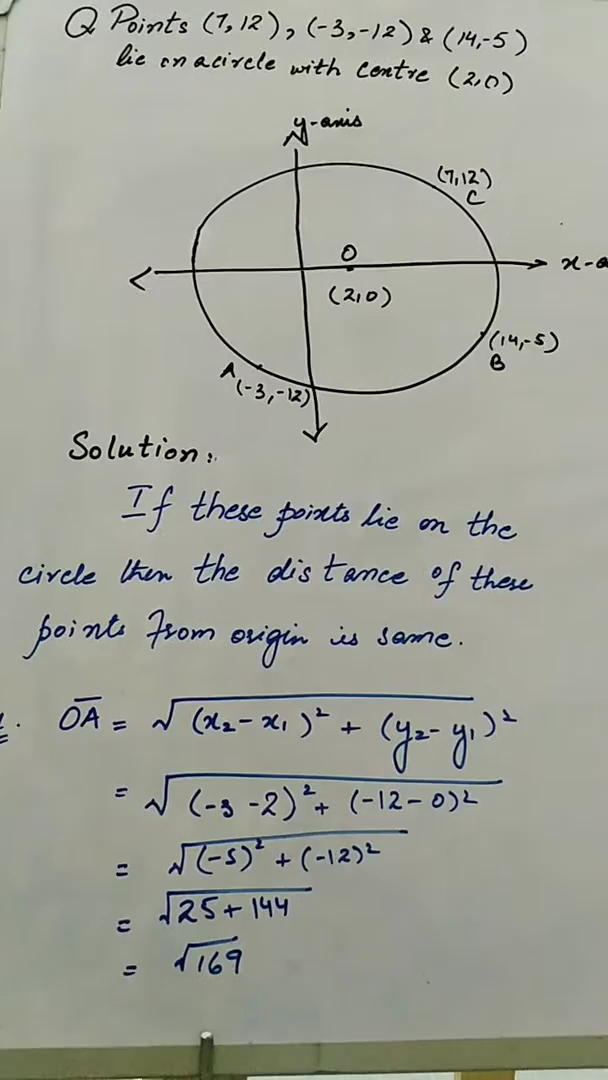 Q Points (7,12), (-3,-12) & (14,-5)
lie on a circle with centre (2,0)
y-axis
(7,12)
C
O
x-a
(2,0)
(14,-5)
B
A
(-3,-12)
Solution:
If these points lie on the
circle then the distance of these
points from origin is same.
OA = √(x₂-x₁)² + (y₂-y₁)²
= √(-3-2)² + (-12-0)²
= √(-5)² + (-12)²
= √25+144
= √169